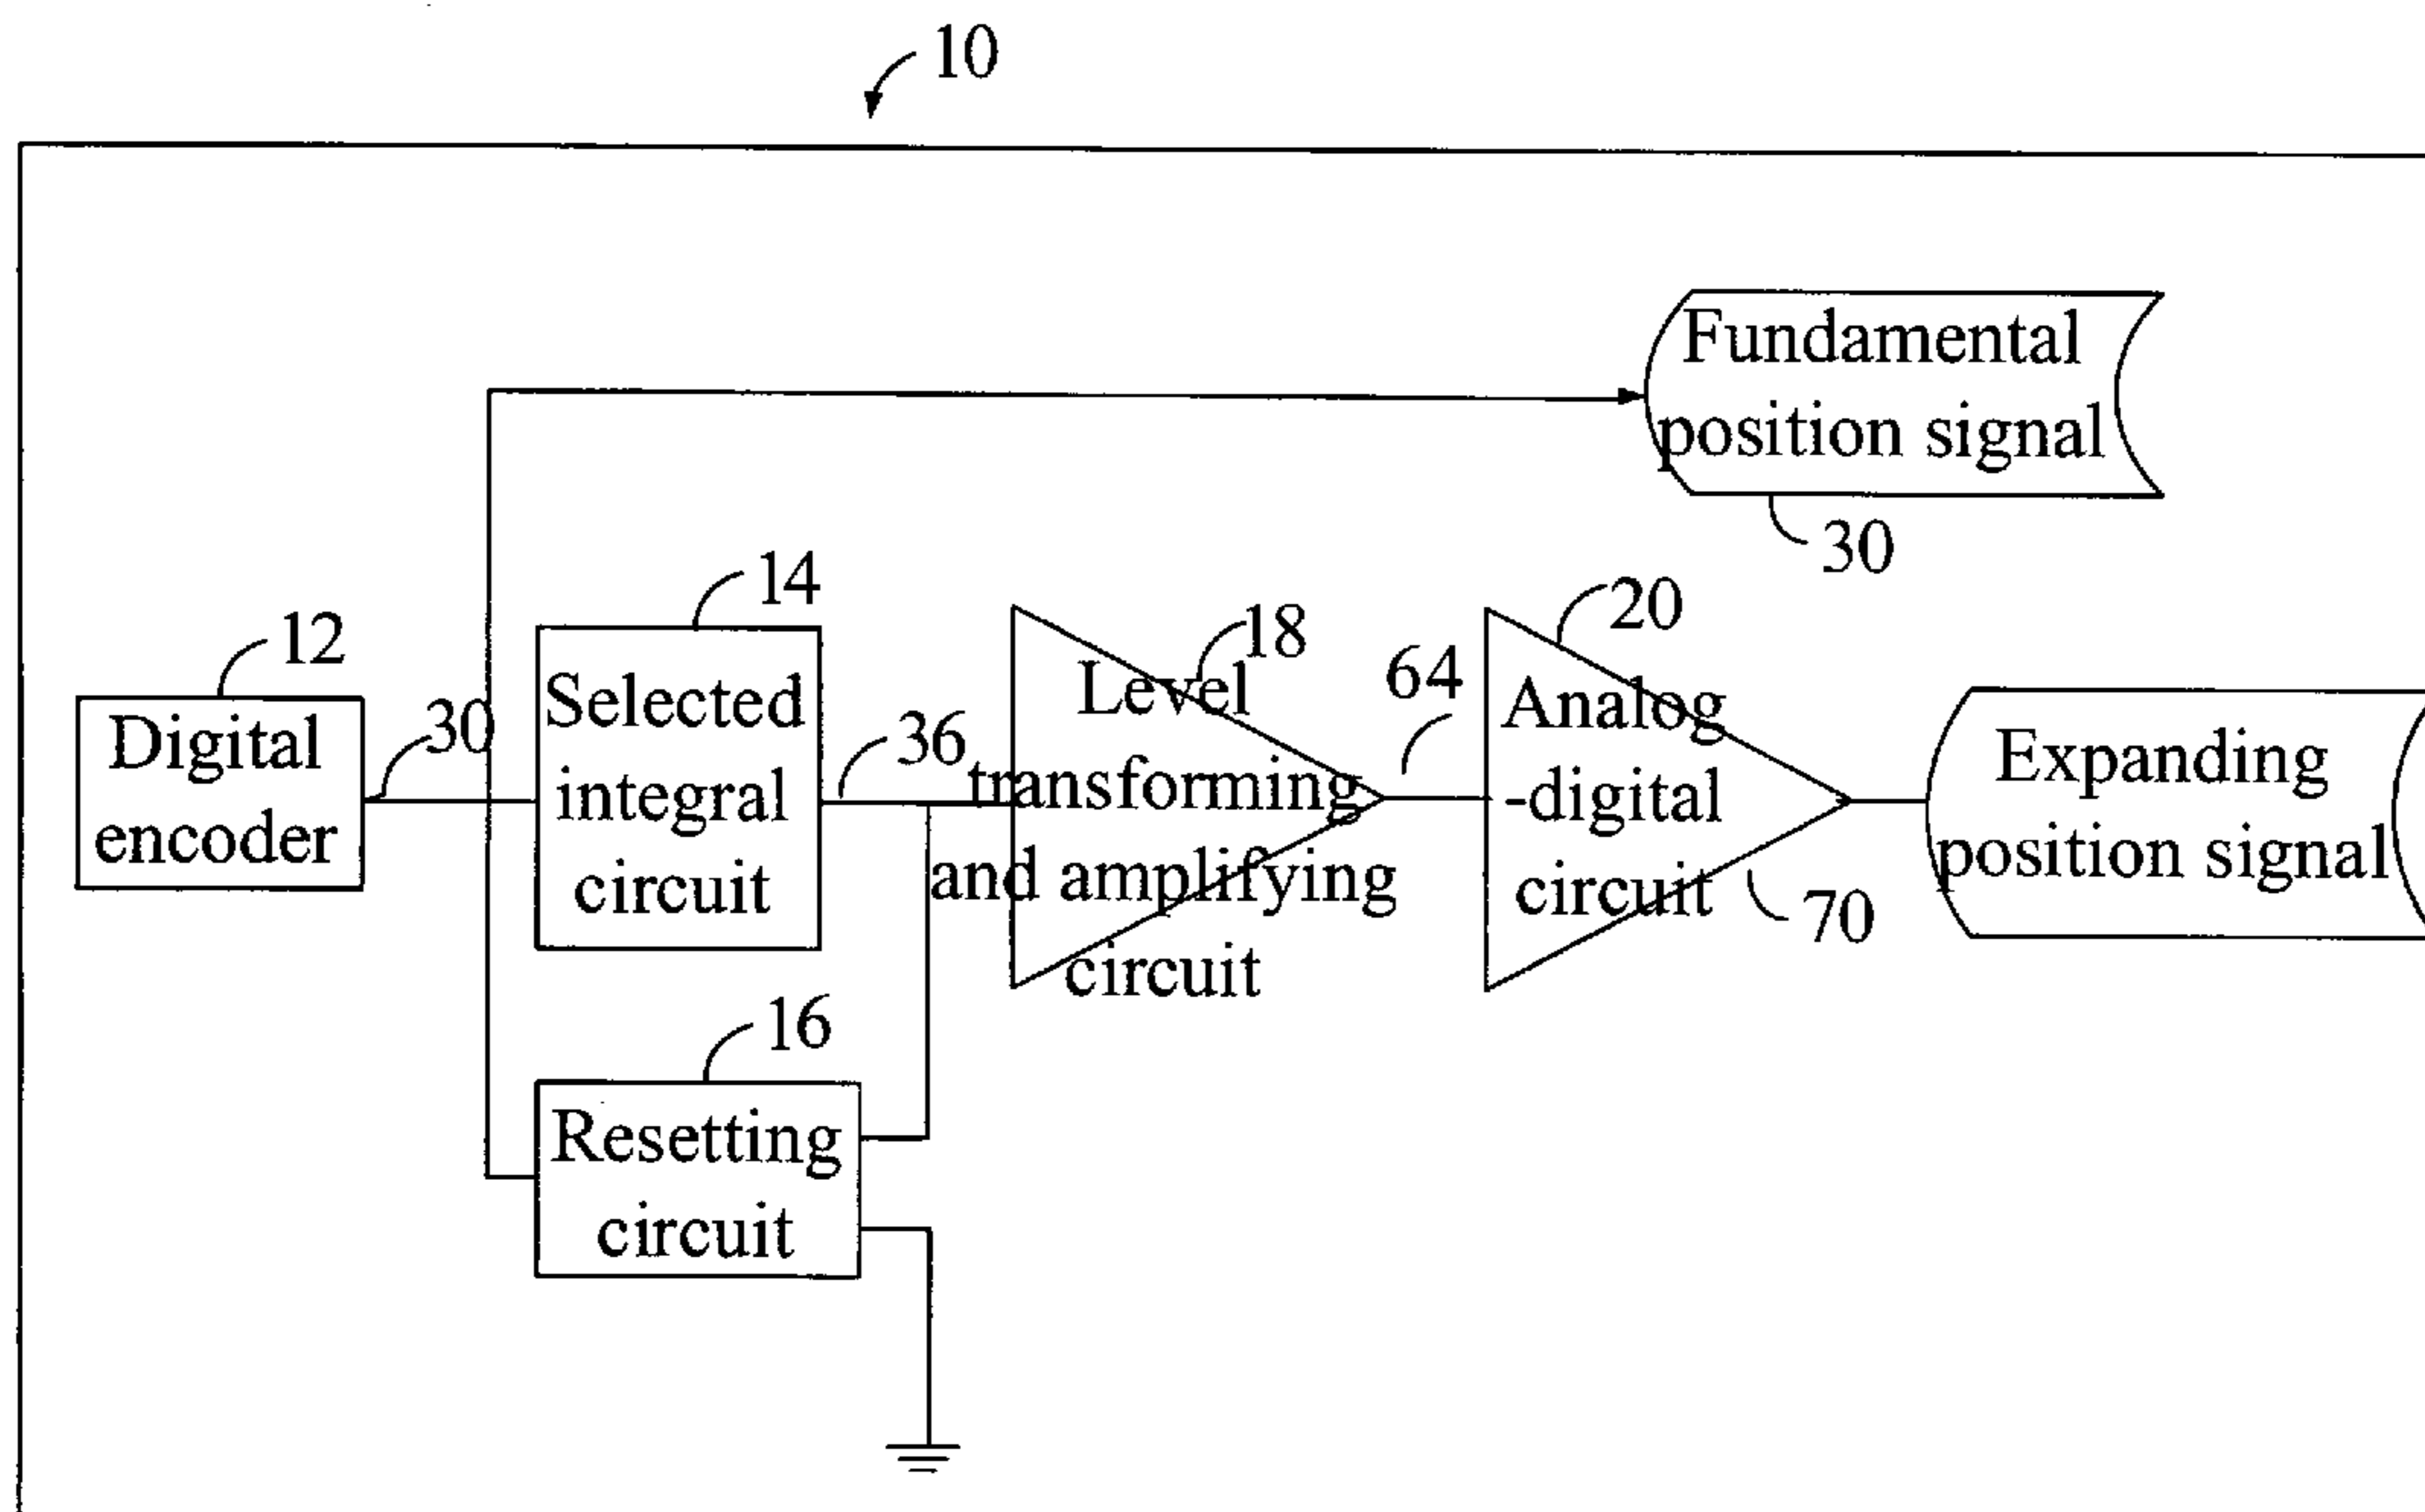 10
Fundamental
position signal
30
14
20
12
18
64
30
Selected
integral
circuit
36
Level
transforming
and amplifying
circuit
Analog
-digital
circuit
70
Digital
encoder
Expanding
position signal
16
Resetting
circuit